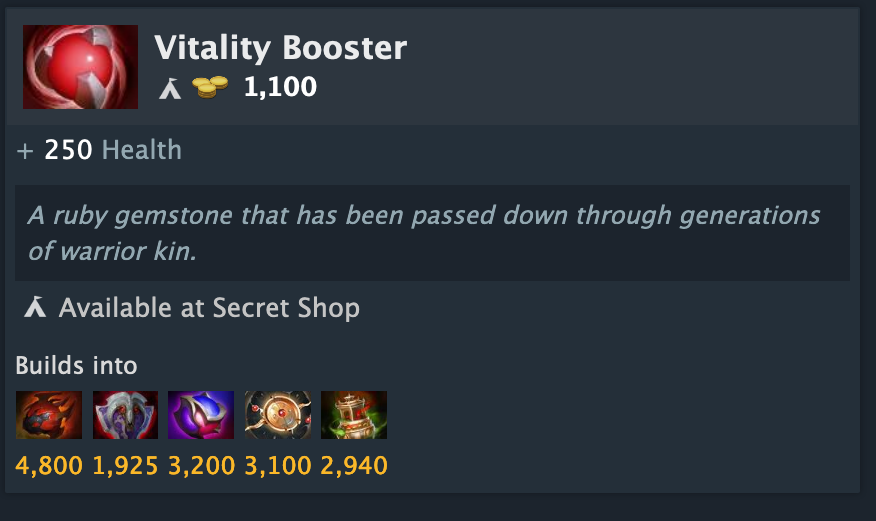 Vitality Booster
1,100
+ 250 Health
A ruby gemstone that has been passed down through generations
of warrior kin.
Available at Secret Shop
Builds into
4,800 1,925 3,200 3,100 2,940